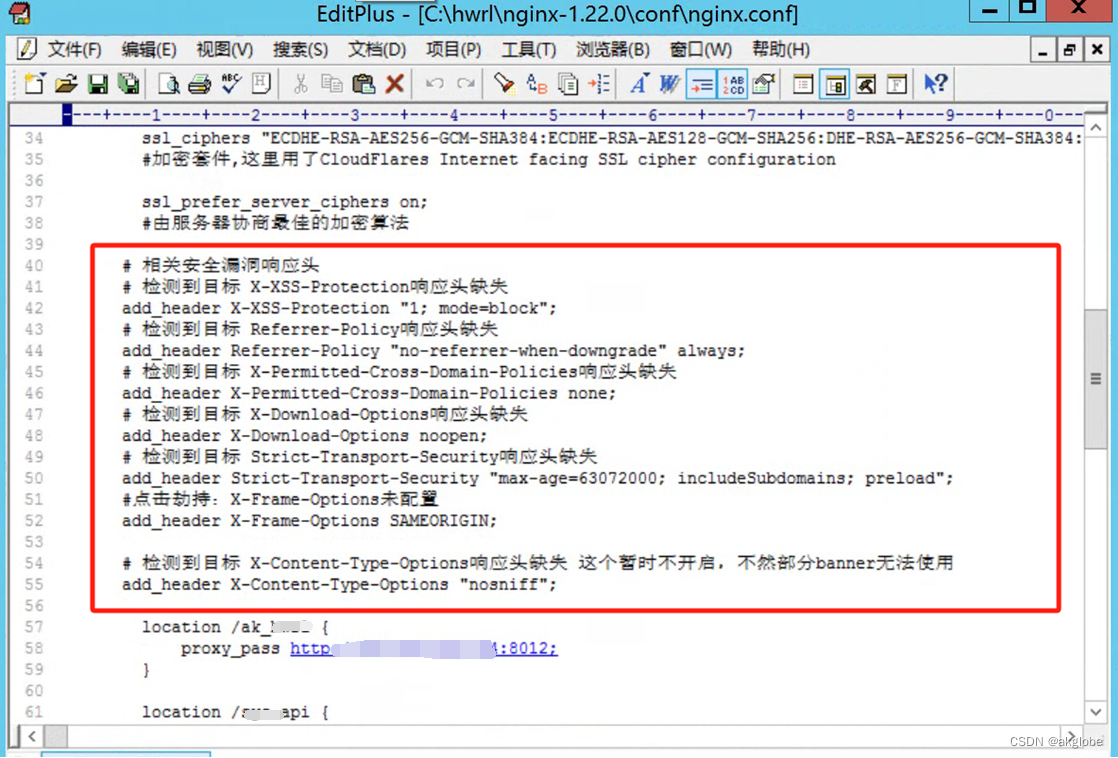 EditPlus - [C:\hwrl\nginx-1.22.0\conf\nginx.conf]
文件(F) 编辑(E) 视图(V) 搜索(S) 文档(D) 项目(P) 工具(T) 浏览器(B) 窗口(W) 帮助(H)
----+----1----+----2----+----3----+----4----+----5----+----6----+----7----+----8----+----9----+----0--
34 ssl_ciphers "ECDHE-RSA-AES256-GCM-SHA384:ECDHE-RSA-AES128-GCM-SHA256:DHE-RSA-AES256-GCM-SHA384:
35 #加密套件,这里用了CloudFlares Internet facing SSL cipher configuration
36
37 ssl_prefer_server_ciphers on;
38 #由服务器协商最佳的加密算法
39
40 # 相关安全漏洞响应头
41 # 检测到目标 X-XSS-Protection响应头缺失
42 add_header X-XSS-Protection "1; mode=block";
43 # 检测到目标 Referrer-Policy响应头缺失
44 add_header Referrer-Policy "no-referrer-when-downgrade" always;
45 # 检测到目标 X-Permitted-Cross-Domain-Policies响应头缺失
46 add_header X-Permitted-Cross-Domain-Policies none;
47 # 检测到目标 X-Download-Options响应头缺失
48 add_header X-Download-Options noopen;
49 # 检测到目标 Strict-Transport-Security响应头缺失
50 add_header Strict-Transport-Security "max-age=63072000; includeSubdomains; preload";
51 #点击劫持：X-Frame-Options未配置
52 add_header X-Frame-Options SAMEORIGIN;
53
54 # 检测到目标 X-Content-Type-Options响应头缺失 这个暂时不开启，不然部分banner无法使用
55 add_header X-Content-Type-Options "nosniff";
56
57 location /ak_ {
58 proxy_pass http :8012;
59 }
60
61 location / api {
CSDN @akglobe